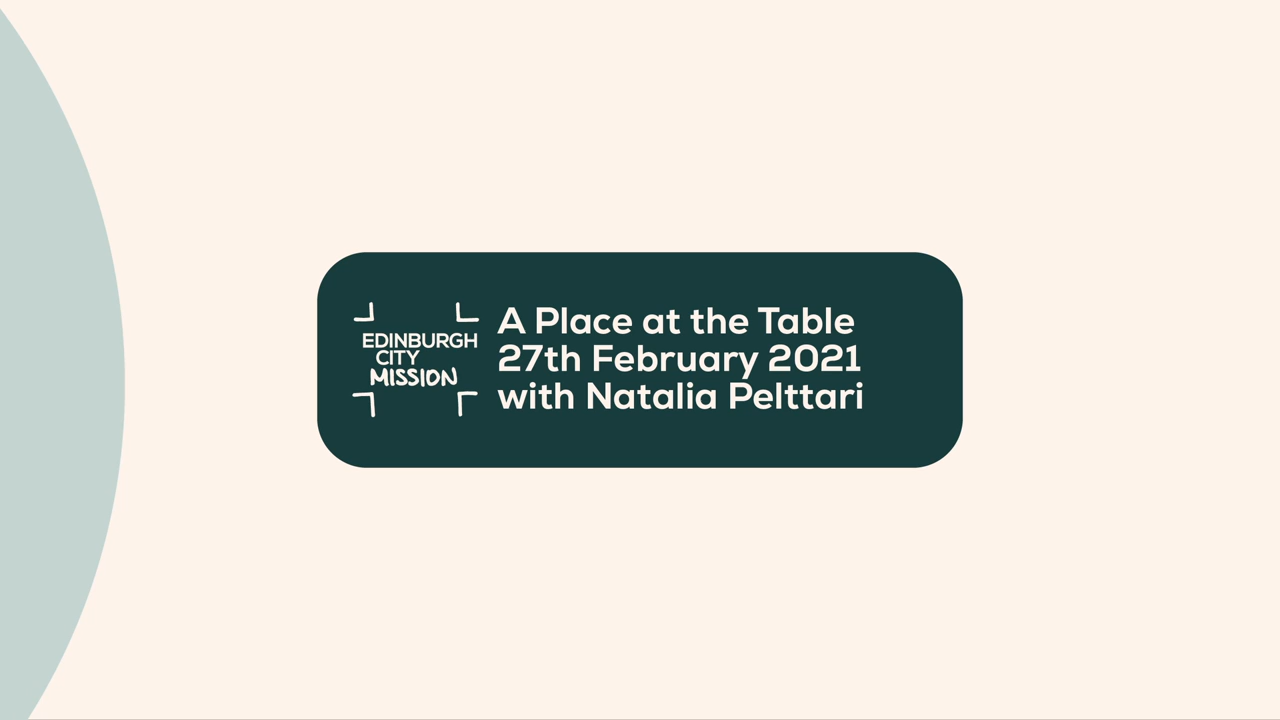 EDINBURGH
CITY
MISSION
A Place at the Table
27th February 2021
with Natalia Pelttari